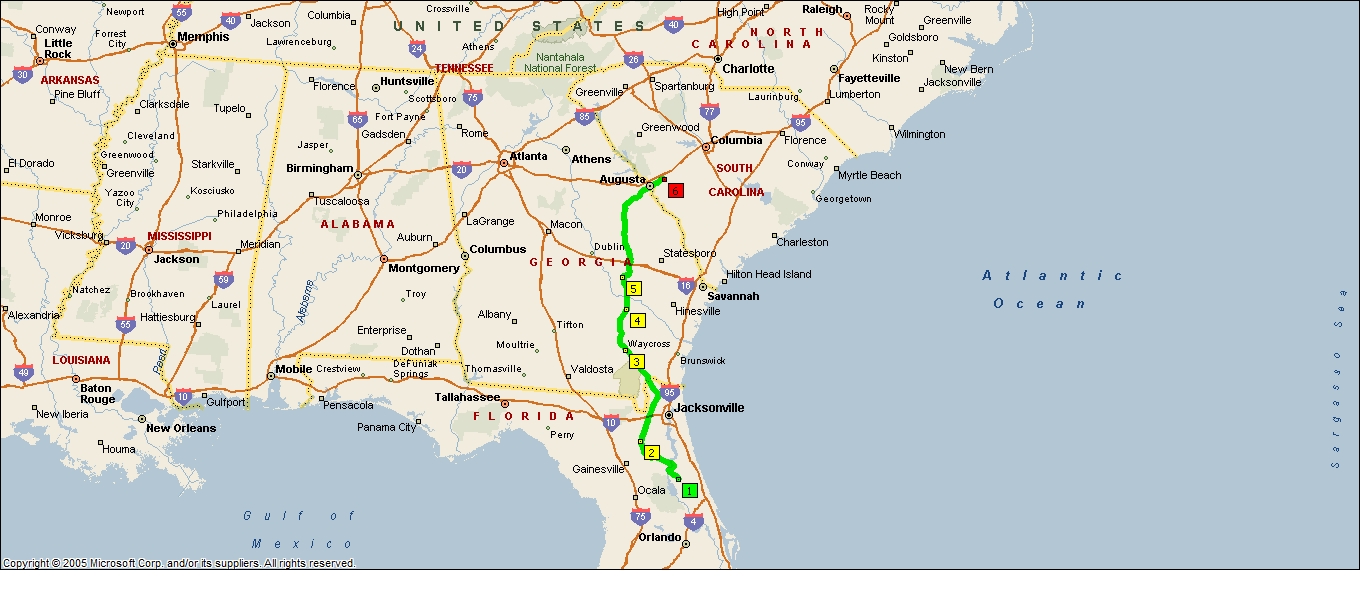 Newport
55
40
Jackson
Columbia
Crossville
UNITED STATES
40
High Point
Raleigh
Rocky
Mount
Greenville
Conway
Little
Rock
Forrest
City
Memphis
Lawrenceburg
24
Athens
NORTH
CAROLINA
Goldsboro
Kinston
30
ARKANSAS
Pine Bluff
Florence
Huntsville
TENNESSEE
Nantahala
National Forest
26
Charlotte
Fayetteville
New Bern
Jacksonville
Scottsboro
75
Greenville
Spartanburg
Laurinburg
Lumberton
Clarksdale
Tupelo
65
Fort Payne
Gadsden
Rome
85
77
95
Cleveland
Greenwood
Florence
Wilmington
Greenwood
Greenville
Jasper
Birmingham
Atlanta
Athens
Columbia
El Dorado
Starkville
20
SOUTH
CAROLINA
Conway
Myrtle Beach
Yazoo
City
Kosciusko
Tuscaloosa
Augusta
6
Georgetown
Monroe
Vicksburg
Philadelphia
LaGrange
Macon
20
MISSISSIPPI
Jackson
Meridian
ALABAMA
Auburn
Columbus
Dublin
Statesboro
Charleston
Montgomery
GEORGIA
Hilton Head Island
59
16
Savannah
Atlantic
Ocean
Natchez
Brookhaven
Laurel
Troy
5
Hinesville
Alexandria
55
Hattiesburg
Albany
Tifton
4
Enterprise
Moultrie
Waycross
Dothan
3
Brunswick
LOUISIANA
49
Pearl
Mobile
Crestview
DeFuniak
Springs
Thomasville
Valdosta
Baton
Rouge
10
Gulfport
Pensacola
Tallahassee
95
Jacksonville
New Iberia
New Orleans
Panama City
FLORIDA
10
Perry
Houma
2
Gainesville
Ocala
1
Gulf of
Mexico
75
4
Orlando
Sargasso Sea
Copyright © 2005 Microsoft Corp. and/or its suppliers. All rights reserved.